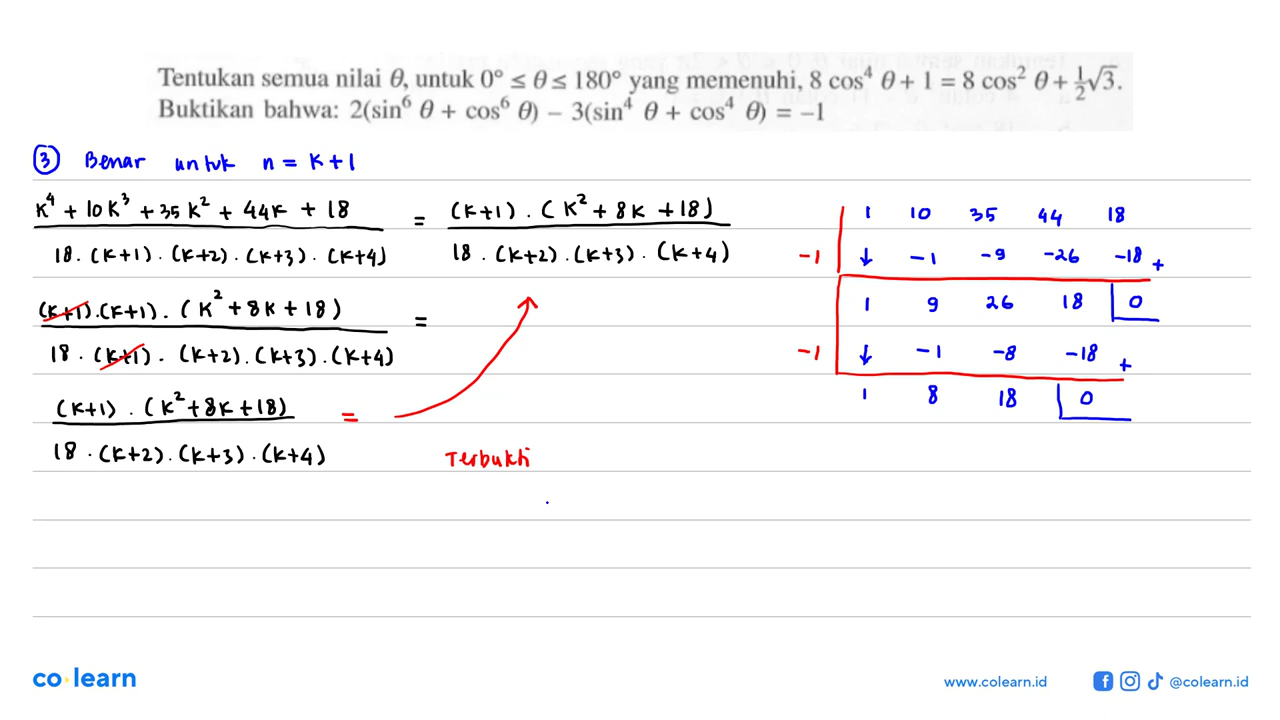 Tentukan semua nilai θ, untuk 0° ≤ θ ≤ 180° yang memenuhi, 8 cos⁴ θ + 1 = 8 cos² θ + ½√3.
Buktikan bahwa: 2(sin⁶ θ + cos⁶ θ) – 3(sin⁴ θ + cos⁴ θ) = –1
③ Benar untuk n = k+1
k⁴ + 10k³ + 35k² + 44k + 18 / 18.(k+1).(k+2).(k+3).(k+4) = (k+1).(k²+8k+18) / 18.(k+2).(k+3).(k+4)
(k+1).(k+1).(k²+8k+18) / 18.(k+1).(k+2).(k+3).(k+4) =
(k+1).(k²+8k+18) / 18.(k+2).(k+3).(k+4) =
Terbukti
1 10 35 44 18
-1 ↓ -1 -9 -26 -18 +
1 9 26 18 0
-1 ↓ -1 -8 -18 +
1 8 18 0
co·learn
www.colearn.id @colearn.id